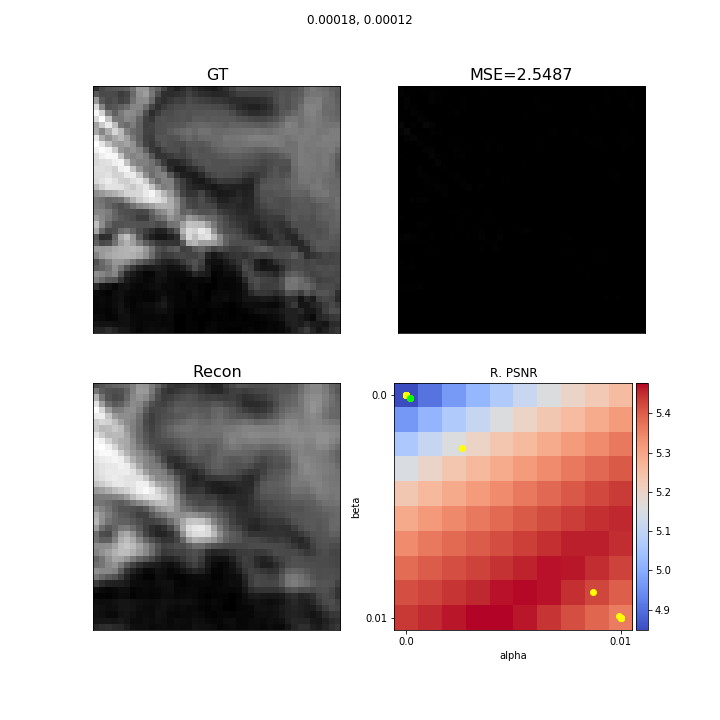 0.00018, 0.00012
GT
MSE=2.5487
Recon
R. PSNR
0.0
beta
0.01
0.0
0.01
alpha
5.4
5.3
5.2
5.1
5.0
4.9